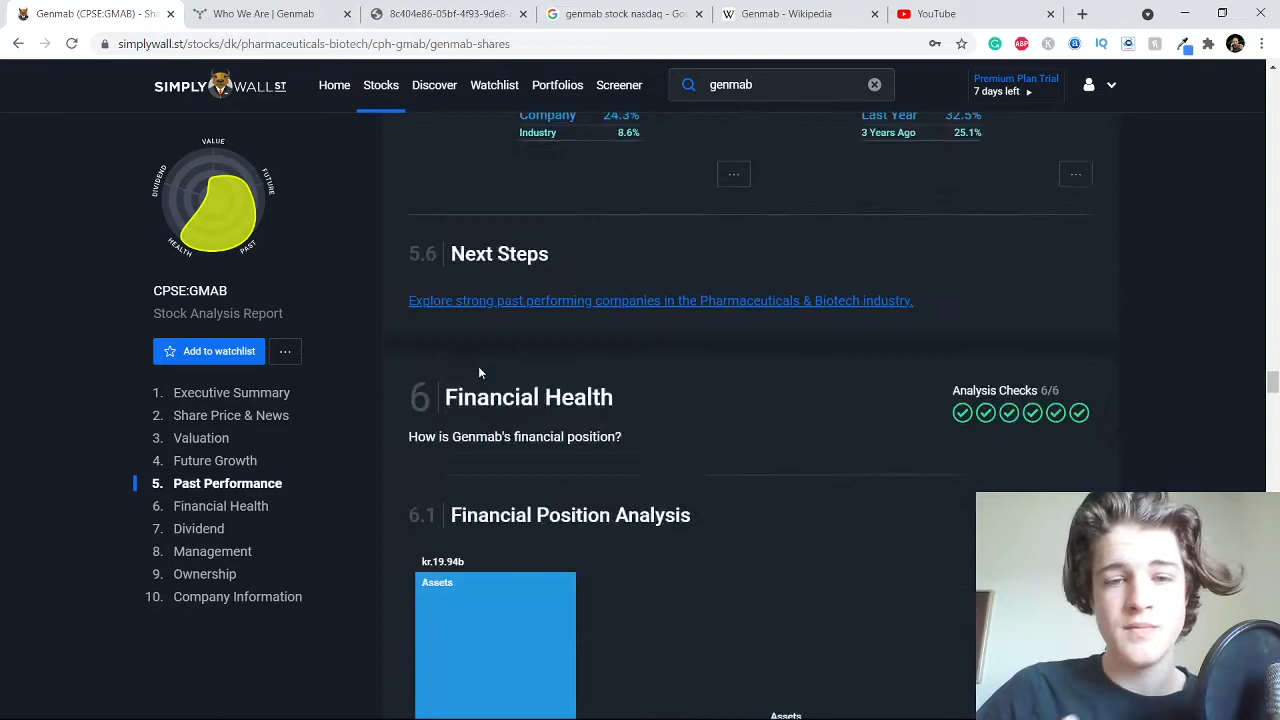 Genmab (CPSE:GMAB) - Sha
Who We Are | Genmab
8c404e86-05bf-4f93-9de8-
genmab stock nasdaq - Goo
Genmab - Wikipedia
YouTube
simplywall.st/stocks/dk/pharmaceuticals-biotech/cph-gmab/genmab-shares
SIMPLY WALL ST
Home
Stocks
Discover
Watchlist
Portfolios
Screener
genmab
Premium Plan Trial
7 days left
VALUE
FUTURE
PAST
HEALTH
DIVIDEND
CPSE:GMAB
Stock Analysis Report
Add to watchlist
1. Executive Summary
2. Share Price & News
3. Valuation
4. Future Growth
5. Past Performance
6. Financial Health
7. Dividend
8. Management
9. Ownership
10. Company Information
Company 24.3%
Industry 8.6%
Last Year 32.5%
3 Years Ago 25.1%
5.6 Next Steps
Explore strong past performing companies in the Pharmaceuticals & Biotech industry.
6 Financial Health
Analysis Checks 6/6
How is Genmab's financial position?
6.1 Financial Position Analysis
kr.19.94b
Assets
Assets